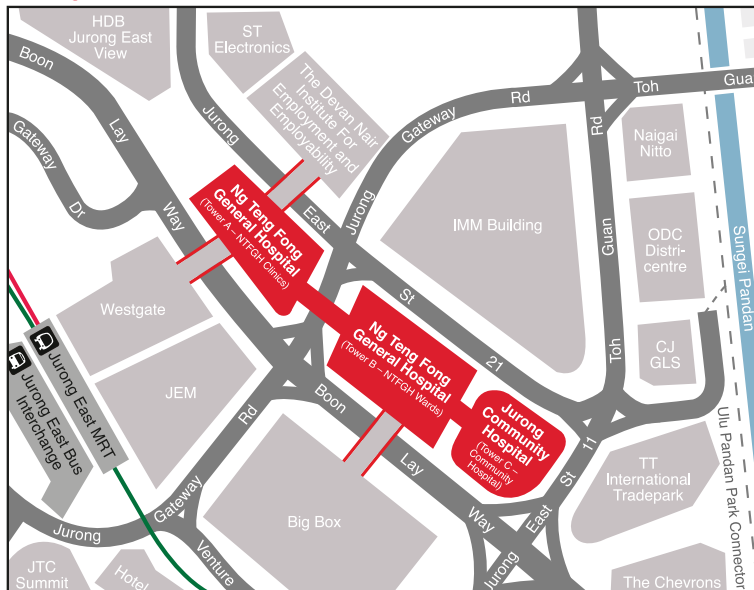 HDB
Jurong East
View
ST
Electronics
The Devan Nair
Institute For
Employment and
Employability
Boon
Lay
Way
Gateway
Dr
Jurong
East
St
21
Jurong
Gateway
Rd
Toh
Gua
Rd
Guan
Toh
Naigai
Nitto
ODC
Distri-
centre
CJ
GLS
Sungei Pandan
Ulu Pandan Park Connector
IMM Building
Ng Teng Fong
General Hospital
(Tower A – NTFGH Clinics)
Ng Teng Fong
General Hospital
(Tower B – NTFGH Wards)
Jurong
Community
Hospital
(Tower C –
Community
Hospital)
Westgate
JEM
Jurong East MRT
Jurong East Bus
Interchange
Boon
Lay
Way
Jurong
Gateway
Rd
Venture
Big Box
Jurong
East
St
11
TT
International
Tradepark
The Chevrons
JTC
Summit
Hotel